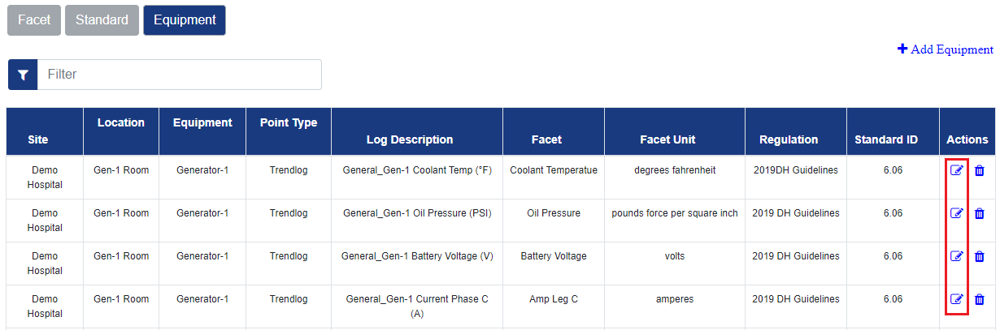 Facet Standard Equipment
Add Equipment
Filter
Site Location Equipment Point Type Log Description Facet Facet Unit Regulation Standard ID Actions
Demo Hospital Gen-1 Room Generator-1 Trendlog General_Gen-1 Coolant Temp (°F) Coolant Temperatue degrees fahrenheit 2019DH Guidelines 6.06
Demo Hospital Gen-1 Room Generator-1 Trendlog General_Gen-1 Oil Pressure (PSI) Oil Pressure pounds force per square inch 2019 DH Guidelines 6.06
Demo Hospital Gen-1 Room Generator-1 Trendlog General_Gen-1 Battery Voltage (V) Battery Voltage volts 2019 DH Guidelines 6.06
Demo Hospital Gen-1 Room Generator-1 Trendlog General_Gen-1 Current Phase C (A) Amp Leg C amperes 2019 DH Guidelines 6.06